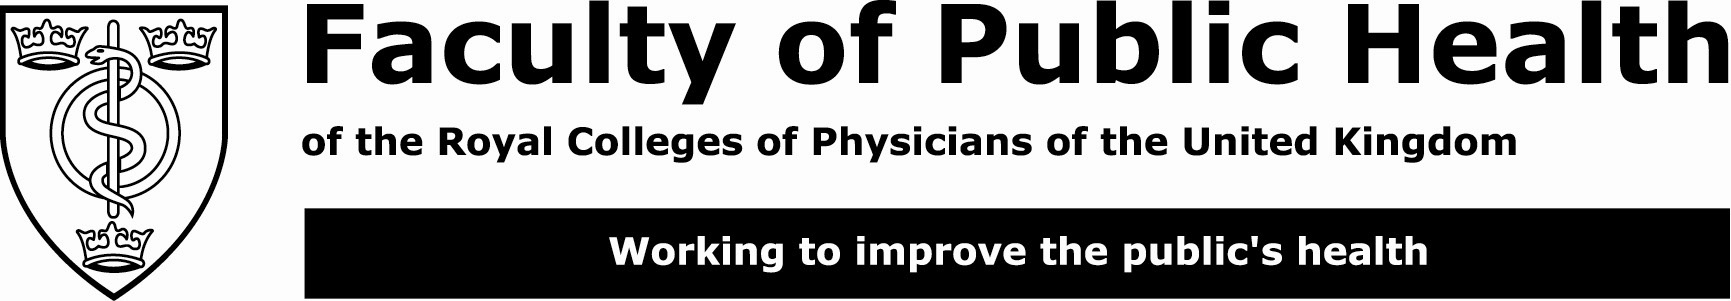 Faculty of Public Health
of the Royal Colleges of Physicians of the United Kingdom
Working to improve the public's health